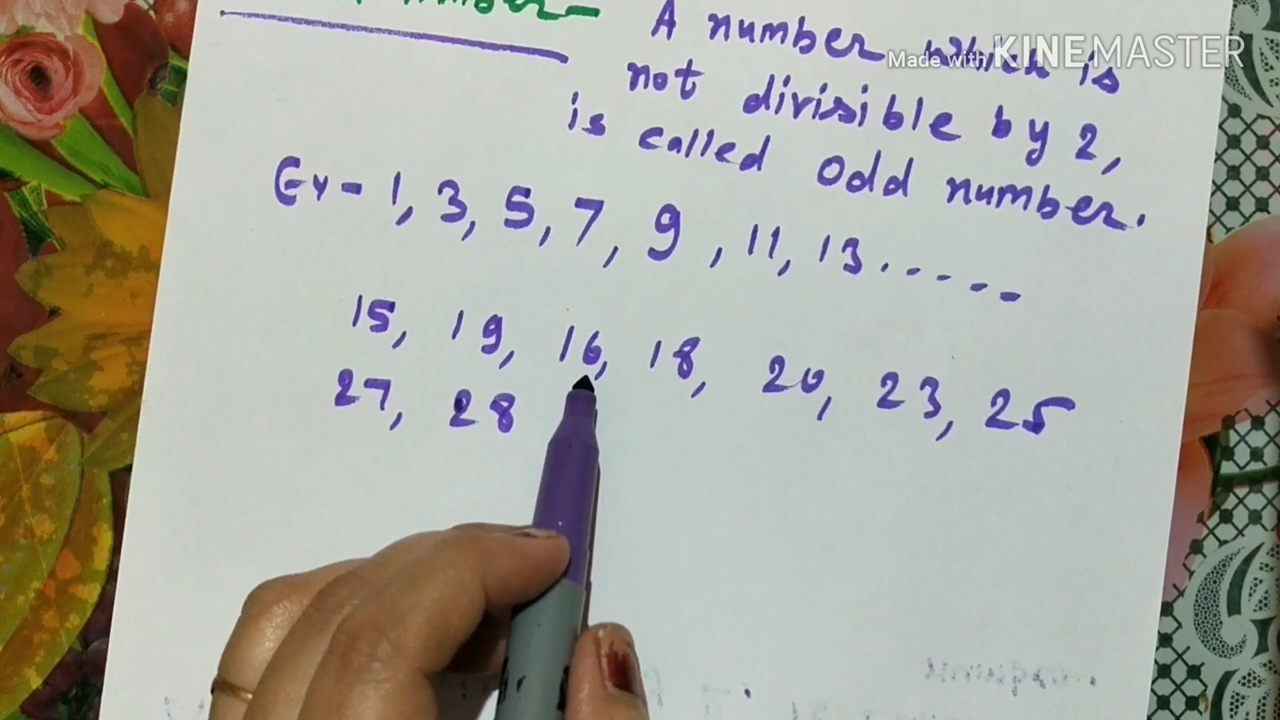 number-
A number which is
not divisible by 2,
is called odd number.
Ex- 1, 3, 5, 7, 9, 11, 13.....
15, 19, 16, 18, 20, 23, 25
27, 28
Made with KINEMASTER